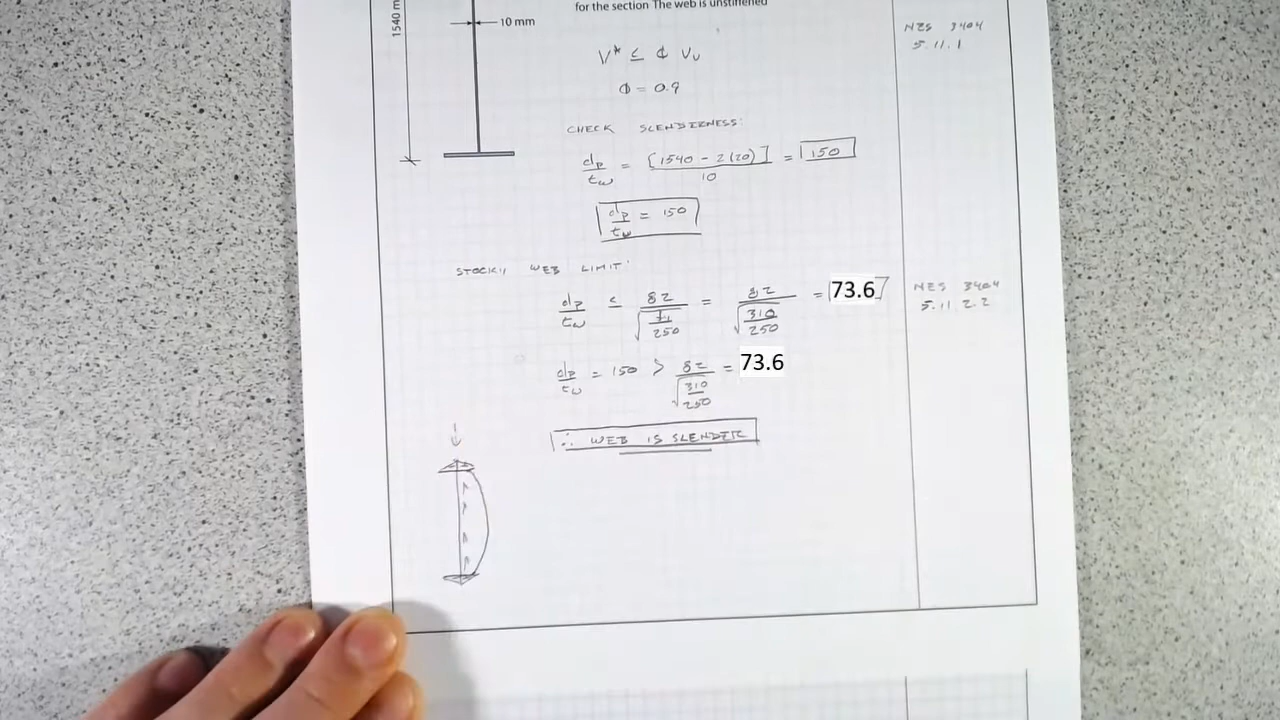 for the section The web is unstiffened
1540 m
10 mm
NZS 3404
5.11.1
V* ≤ Φ Vv
Φ = 0.9
CHECK SLENDERNESS:
dp/tw = [1540 - 2(20)]/10 = 150
dp/tw = 150
STOCKY WEB LIMIT:
dp/tw ≤ 82/√(fy/250) = 82/√(310/250) = 73.6
NZS 3404
5.11.2.2
dp/tw = 150 > 82/√(310/250) = 73.6
∴ WEB IS SLENDER